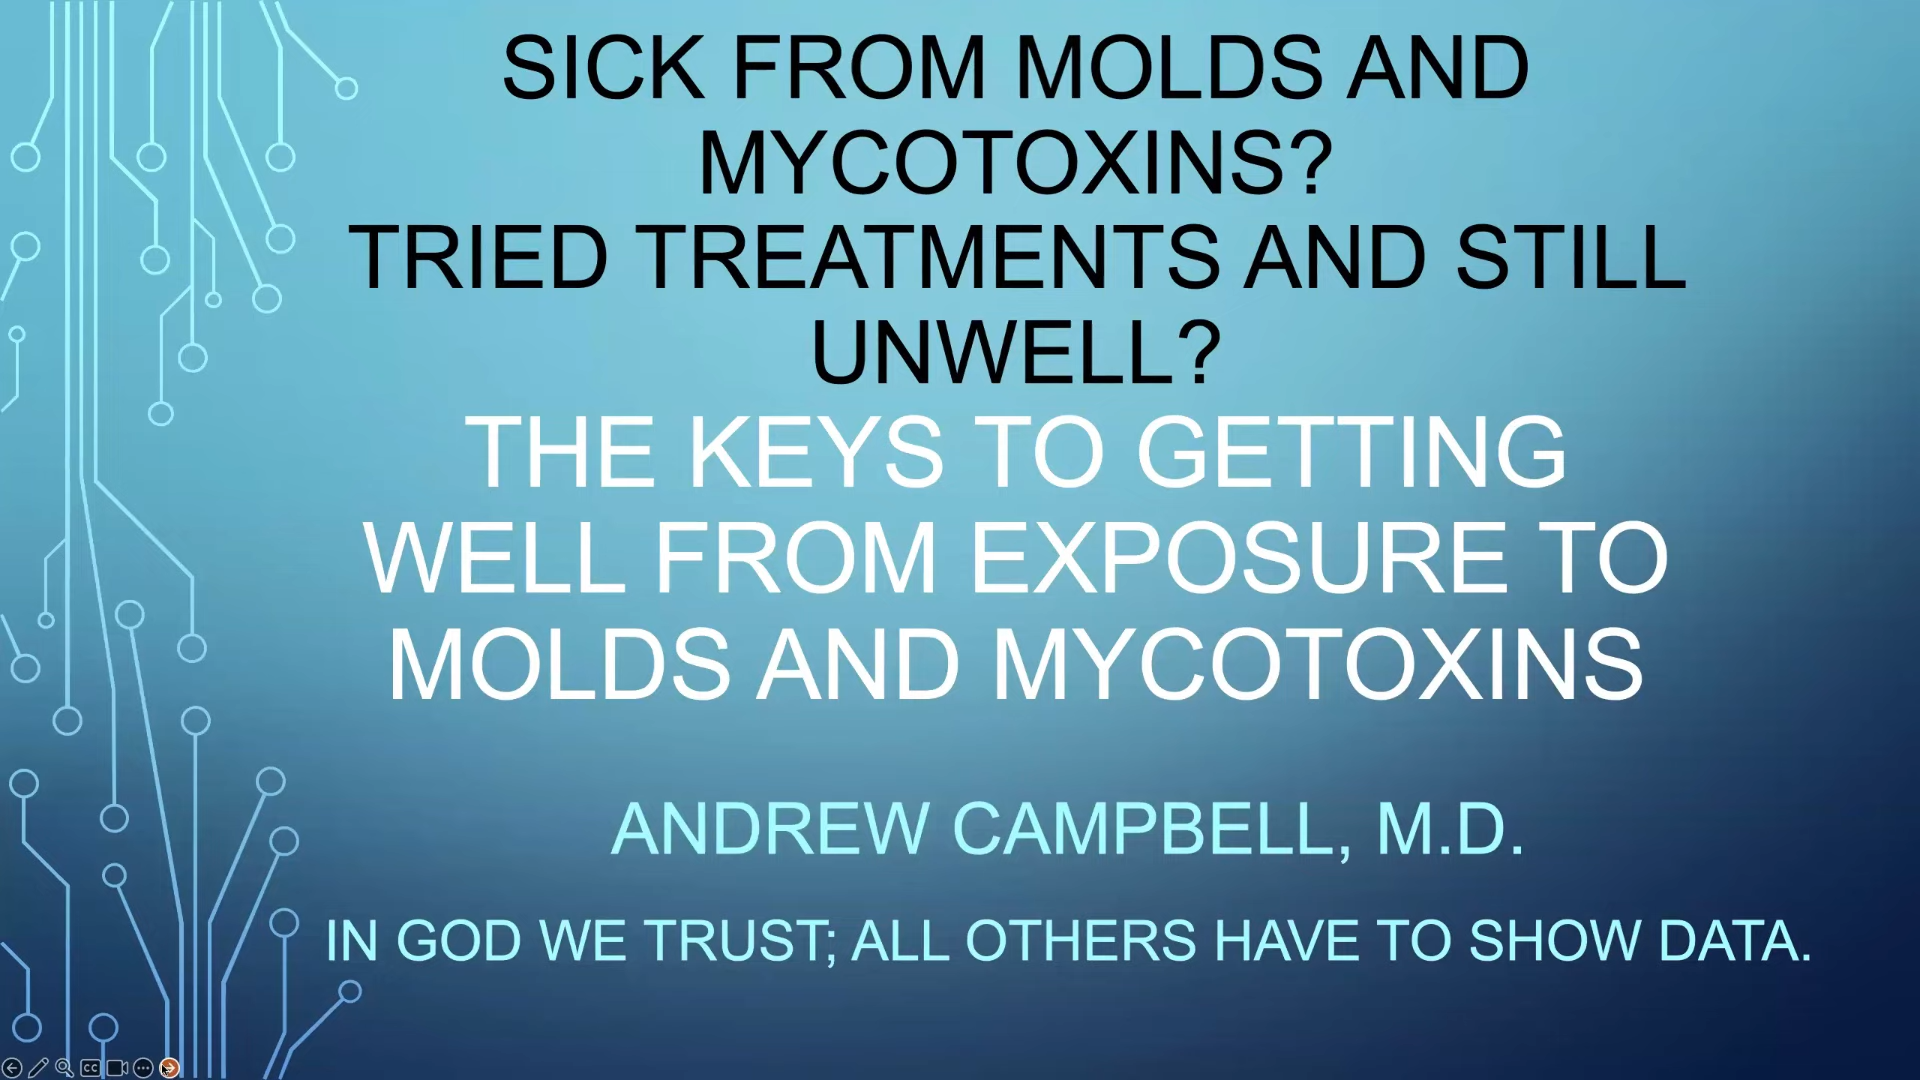 SICK FROM MOLDS AND
MYCOTOXINS?
TRIED TREATMENTS AND STILL
UNWELL?
THE KEYS TO GETTING
WELL FROM EXPOSURE TO
MOLDS AND MYCOTOXINS
ANDREW CAMPBELL, M.D.
IN GOD WE TRUST; ALL OTHERS HAVE TO SHOW DATA.
CC